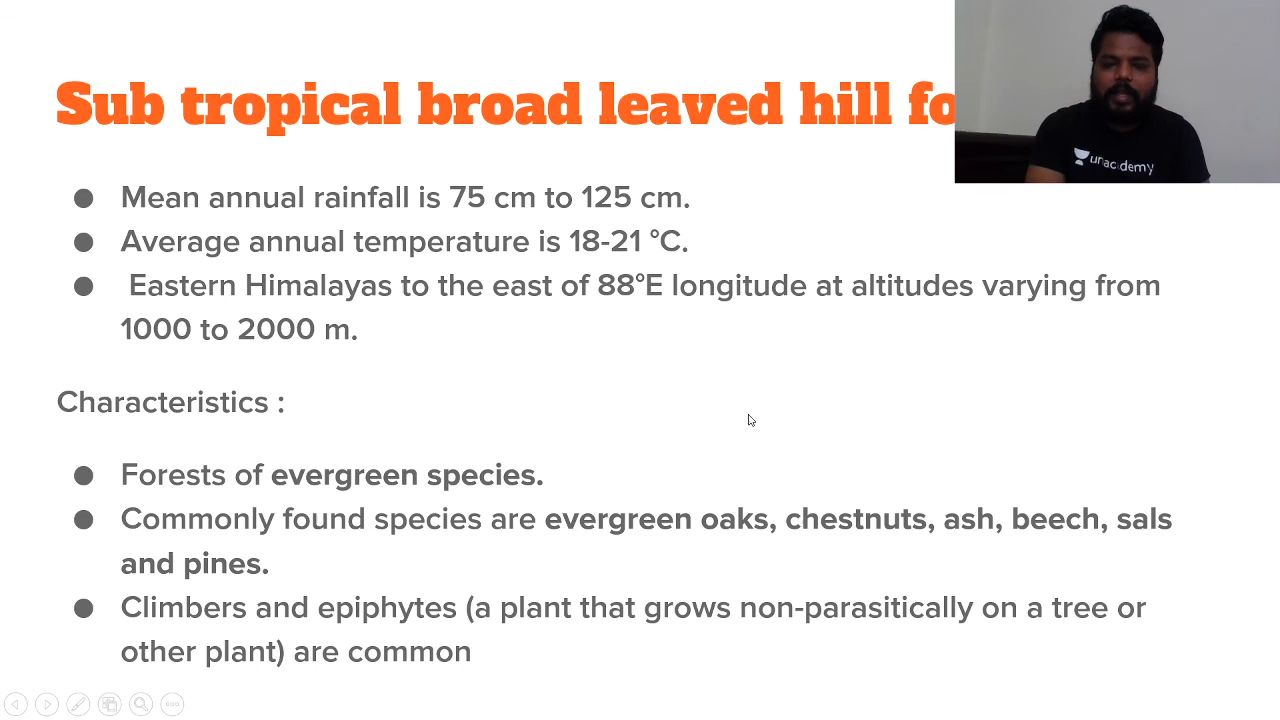 Sub tropical broad leaved hill fo
unacademy
● Mean annual rainfall is 75 cm to 125 cm.
● Average annual temperature is 18-21 °C.
● Eastern Himalayas to the east of 88°E longitude at altitudes varying from
1000 to 2000 m.
Characteristics :
● Forests of evergreen species.
● Commonly found species are evergreen oaks, chestnuts, ash, beech, sals
and pines.
● Climbers and epiphytes (a plant that grows non-parasitically on a tree or
other plant) are common